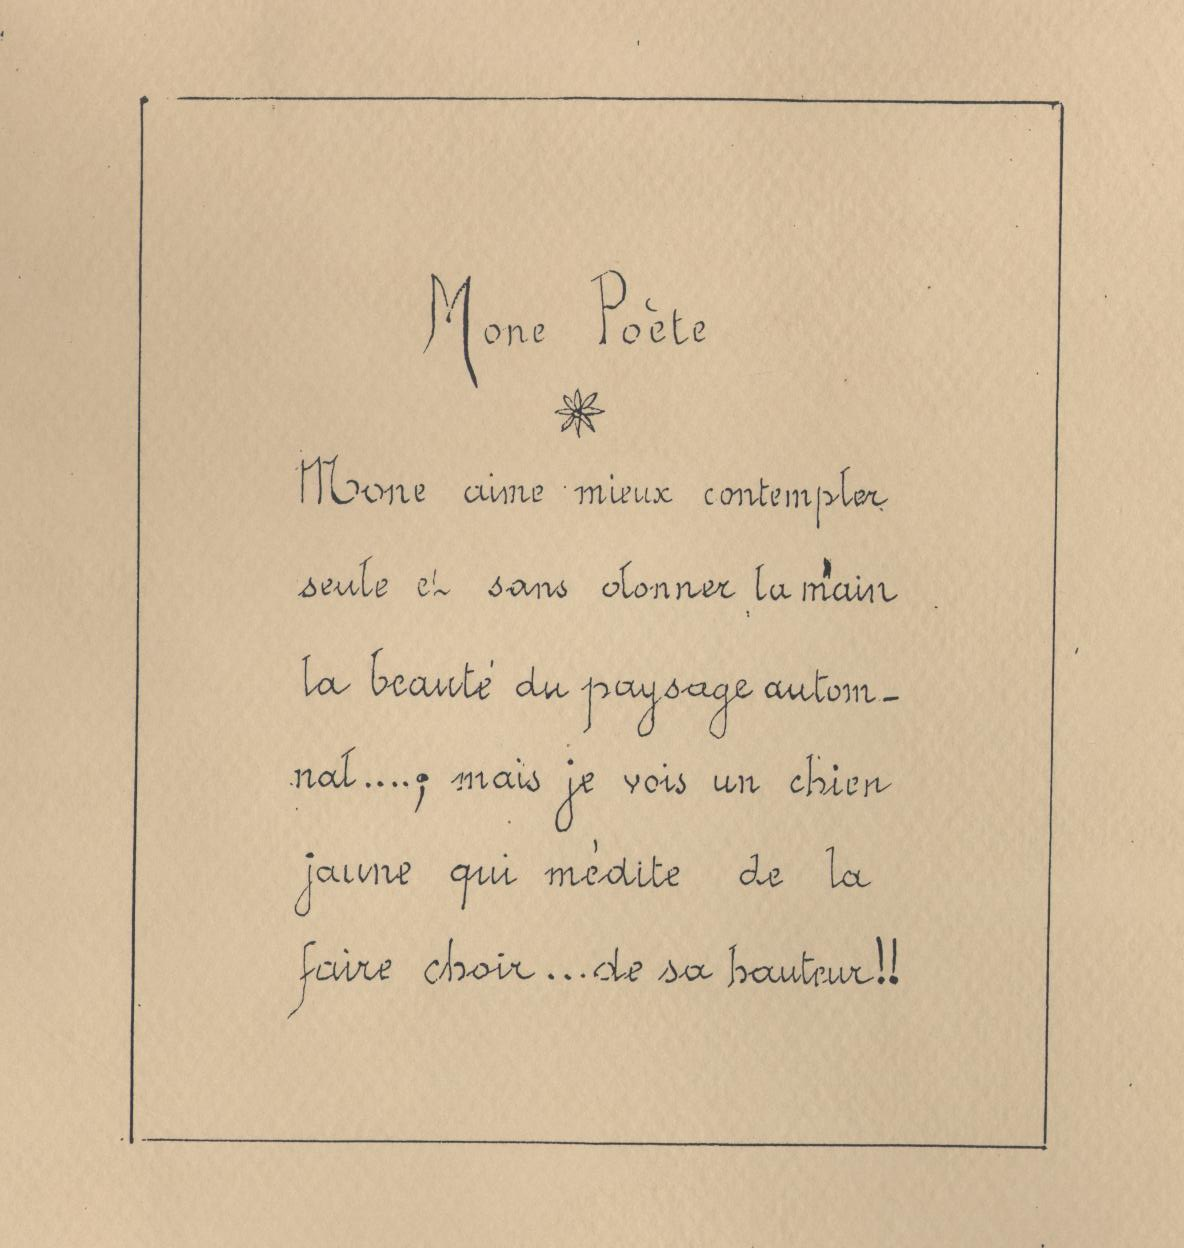 Mone Poète
Mone aime mieux contempler
seule et sans donner la main
la beauté du paysage autom-
nal....; mais je vois un chien
jaune qui médite de la
faire choir...de sa hauteur!!